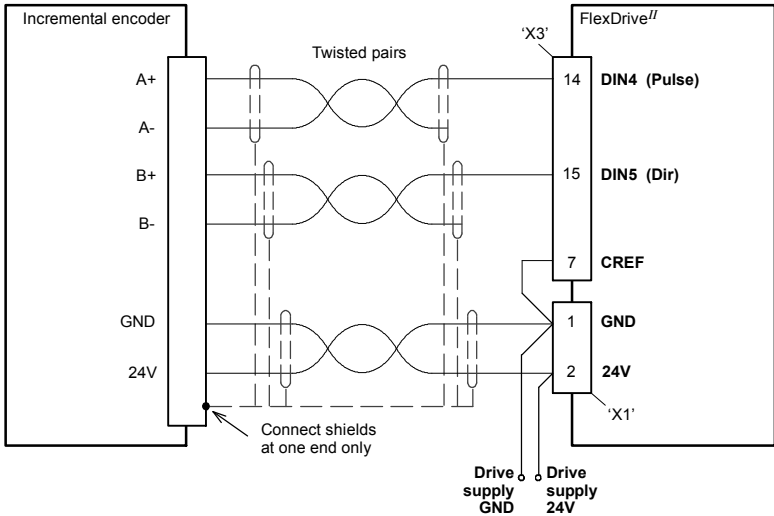 Incremental encoder
FlexDrive II
'X3'
Twisted pairs
A+
14 DIN4 (Pulse)
A-
B+
15 DIN5 (Dir)
B-
7 CREF
GND
1 GND
24V
2 24V
'X1'
Connect shields
at one end only
Drive
supply
GND
Drive
supply
24V